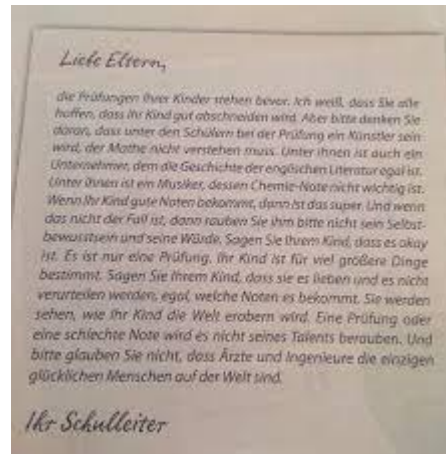 Liebe Eltern,
die Prüfungen Ihrer Kinder stehen bevor. Ich weiß, dass Sie alle
hoffen, dass Ihr Kind gut abschneiden wird. Aber bitte denken Sie
daran, dass unter den Schülern bei der Prüfung ein Künstler sein
wird, der Mathe nicht verstehen muss. Unter ihnen ist auch ein
Unternehmer, dem die Geschichte der englischen Literatur egal ist.
Unter ihnen ist ein Musiker, dessen Chemie-Note nicht wichtig ist.
Wenn Ihr Kind gute Noten bekommt, dann ist das super. Und wenn
das nicht der Fall ist, dann rauben Sie ihm bitte nicht sein Selbst-
bewusstsein und seine Würde. Sagen Sie Ihrem Kind, dass es okay
ist. Es ist nur eine Prüfung. Ihr Kind ist für viel größere Dinge
bestimmt. Sagen Sie Ihrem Kind, dass sie es lieben und es nicht
verurteilen werden, egal, welche Noten es bekommt. Sie werden
sehen, wie Ihr Kind die Welt erobern wird. Eine Prüfung oder
eine schlechte Note wird es nicht seines Talents berauben. Und
bitte glauben Sie nicht, dass Ärzte und Ingenieure die einzigen
glücklichen Menschen auf der Welt sind.
Ihr Schulleiter